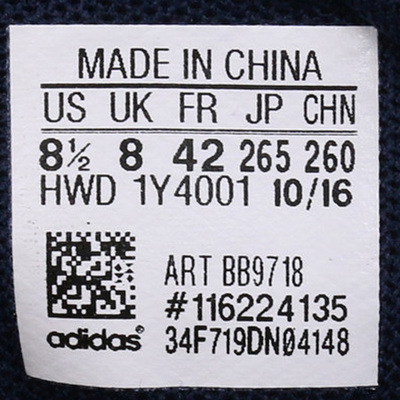 MADE IN CHINA
US UK FR JP CHN
8½ 8 42 265 260
HWD 1Y4001 10/16
ART BB9718
#116224135
adidas® 34F719DN04148